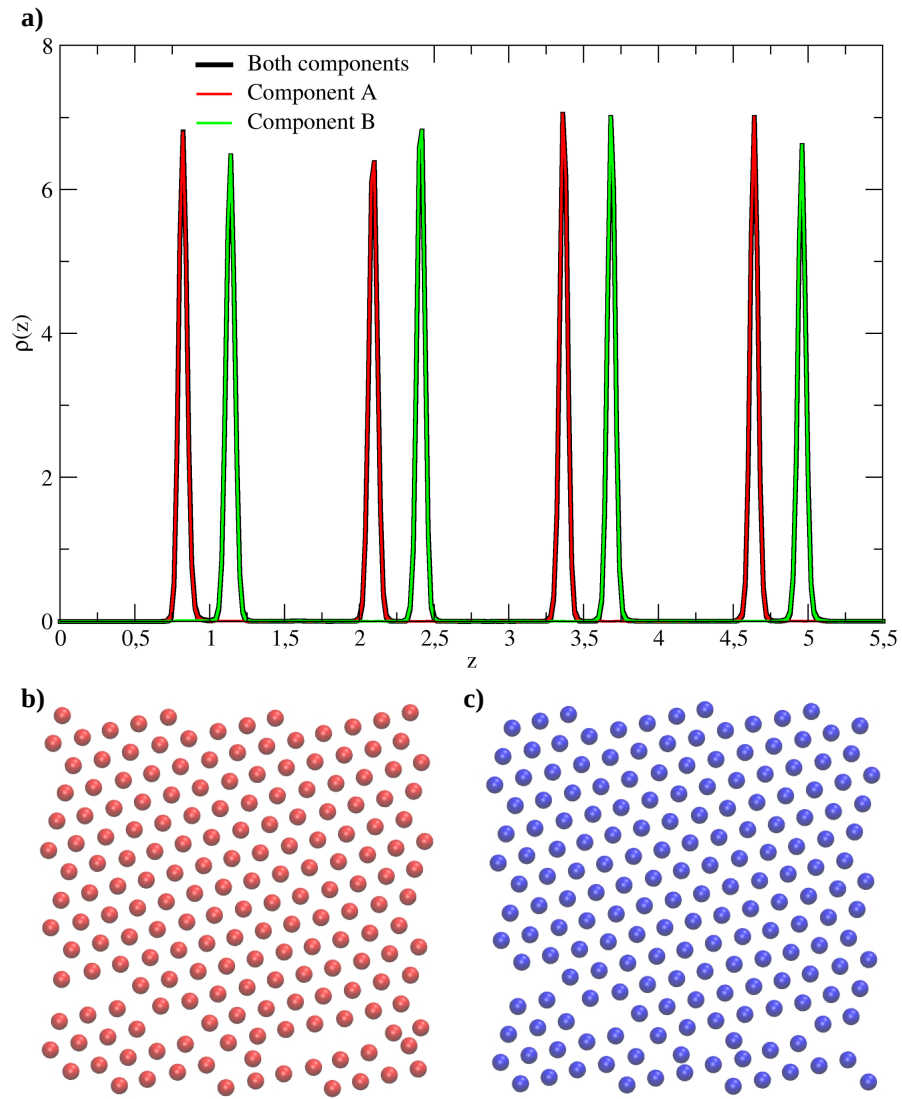 a)
8
Both components
Component A
Component B
6
4
ρ(z)
2
0
0 0,5 1 1,5 2 2,5 3 3,5 4 4,5 5 5,5
z
b) c)